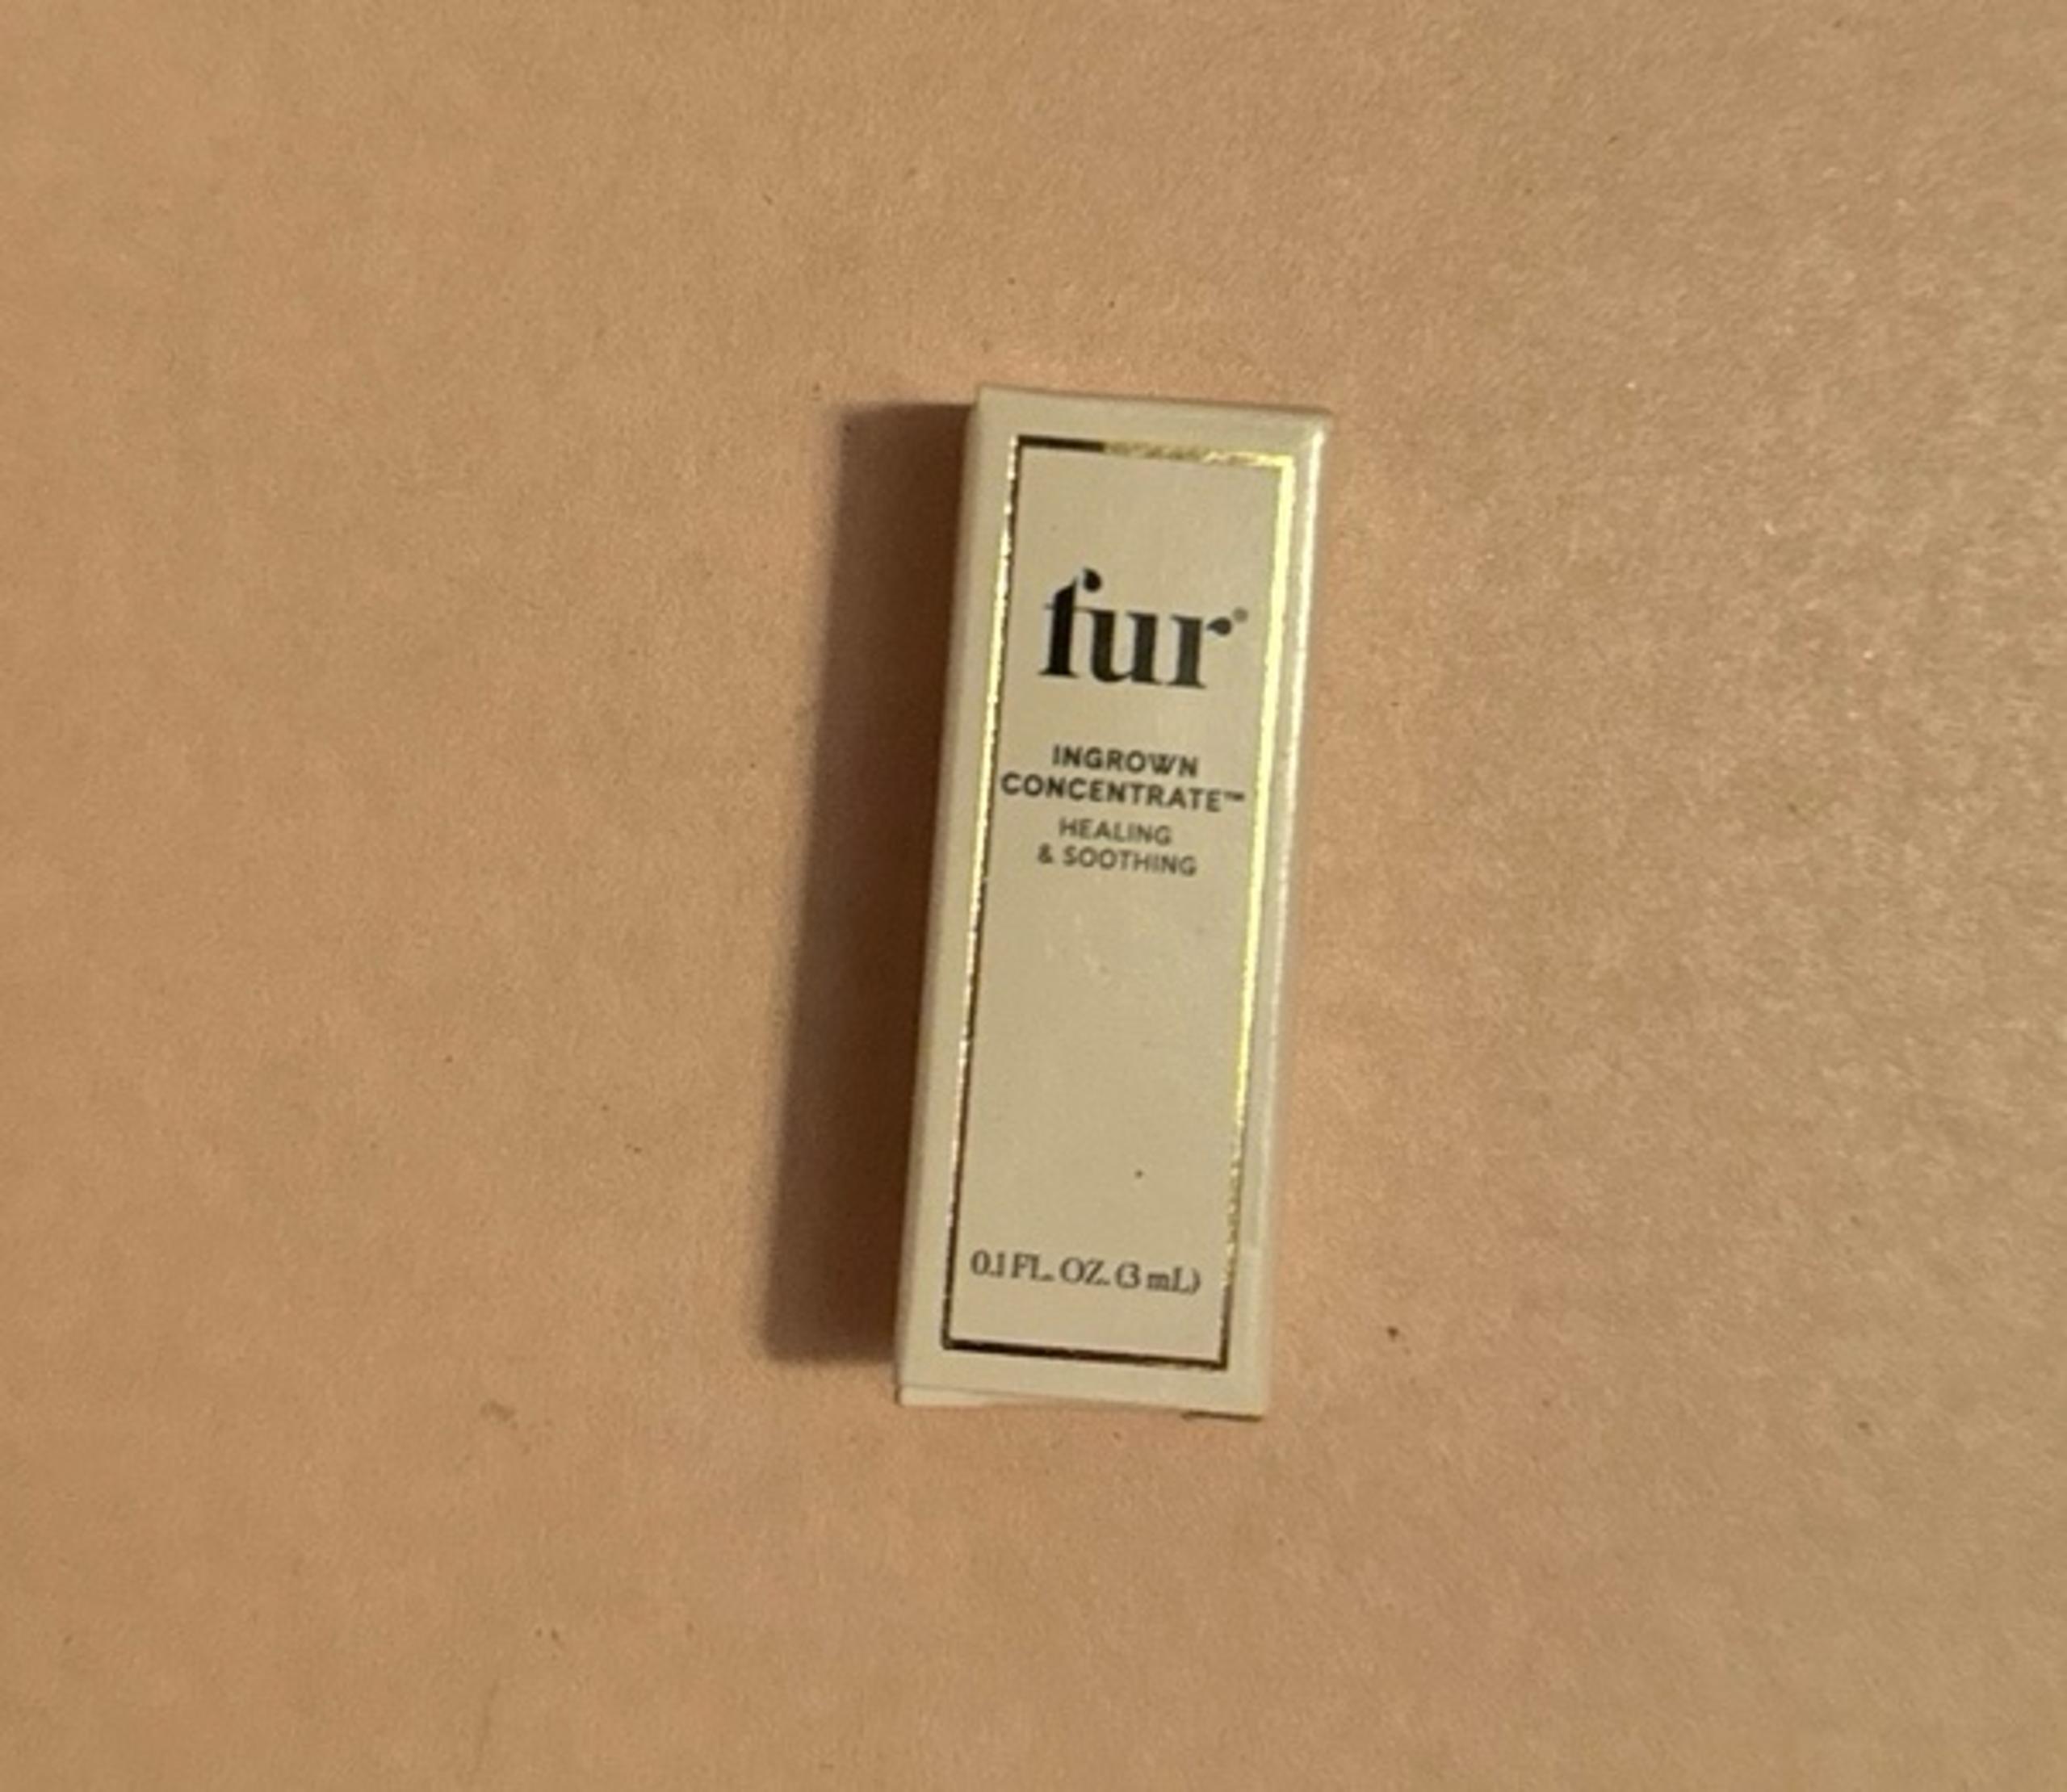 fur®
INGROWN
CONCENTRATE™
HEALING
& SOOTHING
0.1 FL. OZ. (3 mL)